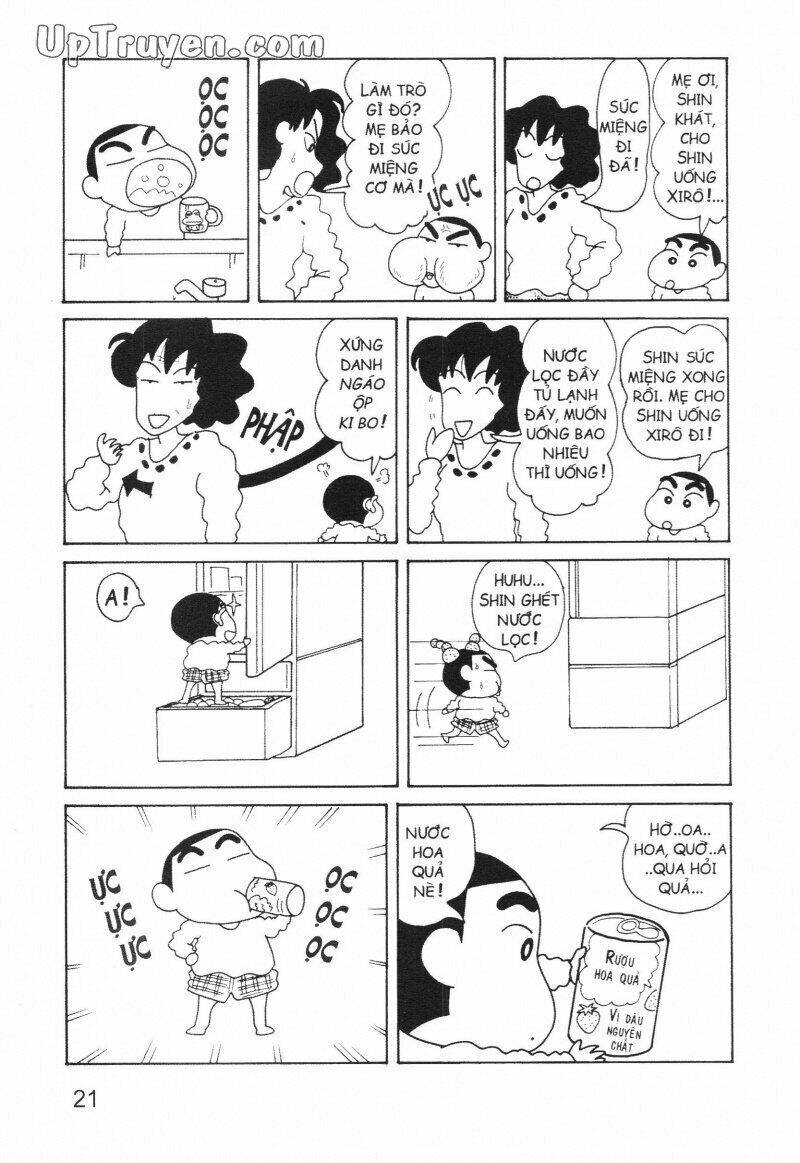 UpTruyen.com
MẸ ƠI,
SHIN
KHÁT,
CHO
SHIN
UỐNG
XIRÔ!...
SÚC
MIỆNG
ĐI
ĐÃ!
LÀM TRÒ
GÌ ĐÓ?
MẸ BẢO
ĐI SÚC
MIỆNG
CƠ MÀ!
ỰC ỰC
ỌC
ỌC
ỌC
SHIN SÚC
MIỆNG XONG
RỒI. MẸ CHO
SHIN UỐNG
XIRÔ ĐI!
NƯỚC
LỌC ĐẦY
TỦ LẠNH
ĐẤY, MUỐN
UỐNG BAO
NHIÊU
THÌ UỐNG!
XỨNG
DANH
NGÁO
ỘP
KI BO!
PHẬP
HUHU...
SHIN GHÉT
NƯỚC
LỌC!
A!
HỜ..OA..
HOA, QUỜ..A
..QUA HỎI
QUẢ...
NƯỚC
HOA
QUẢ
NÈ!
RƯỢU
HOA QUẢ
VỊ DÂU
NGUYÊN
CHẤT
ỌC
ỌC
ỌC
ỰC
ỰC
ỰC
21